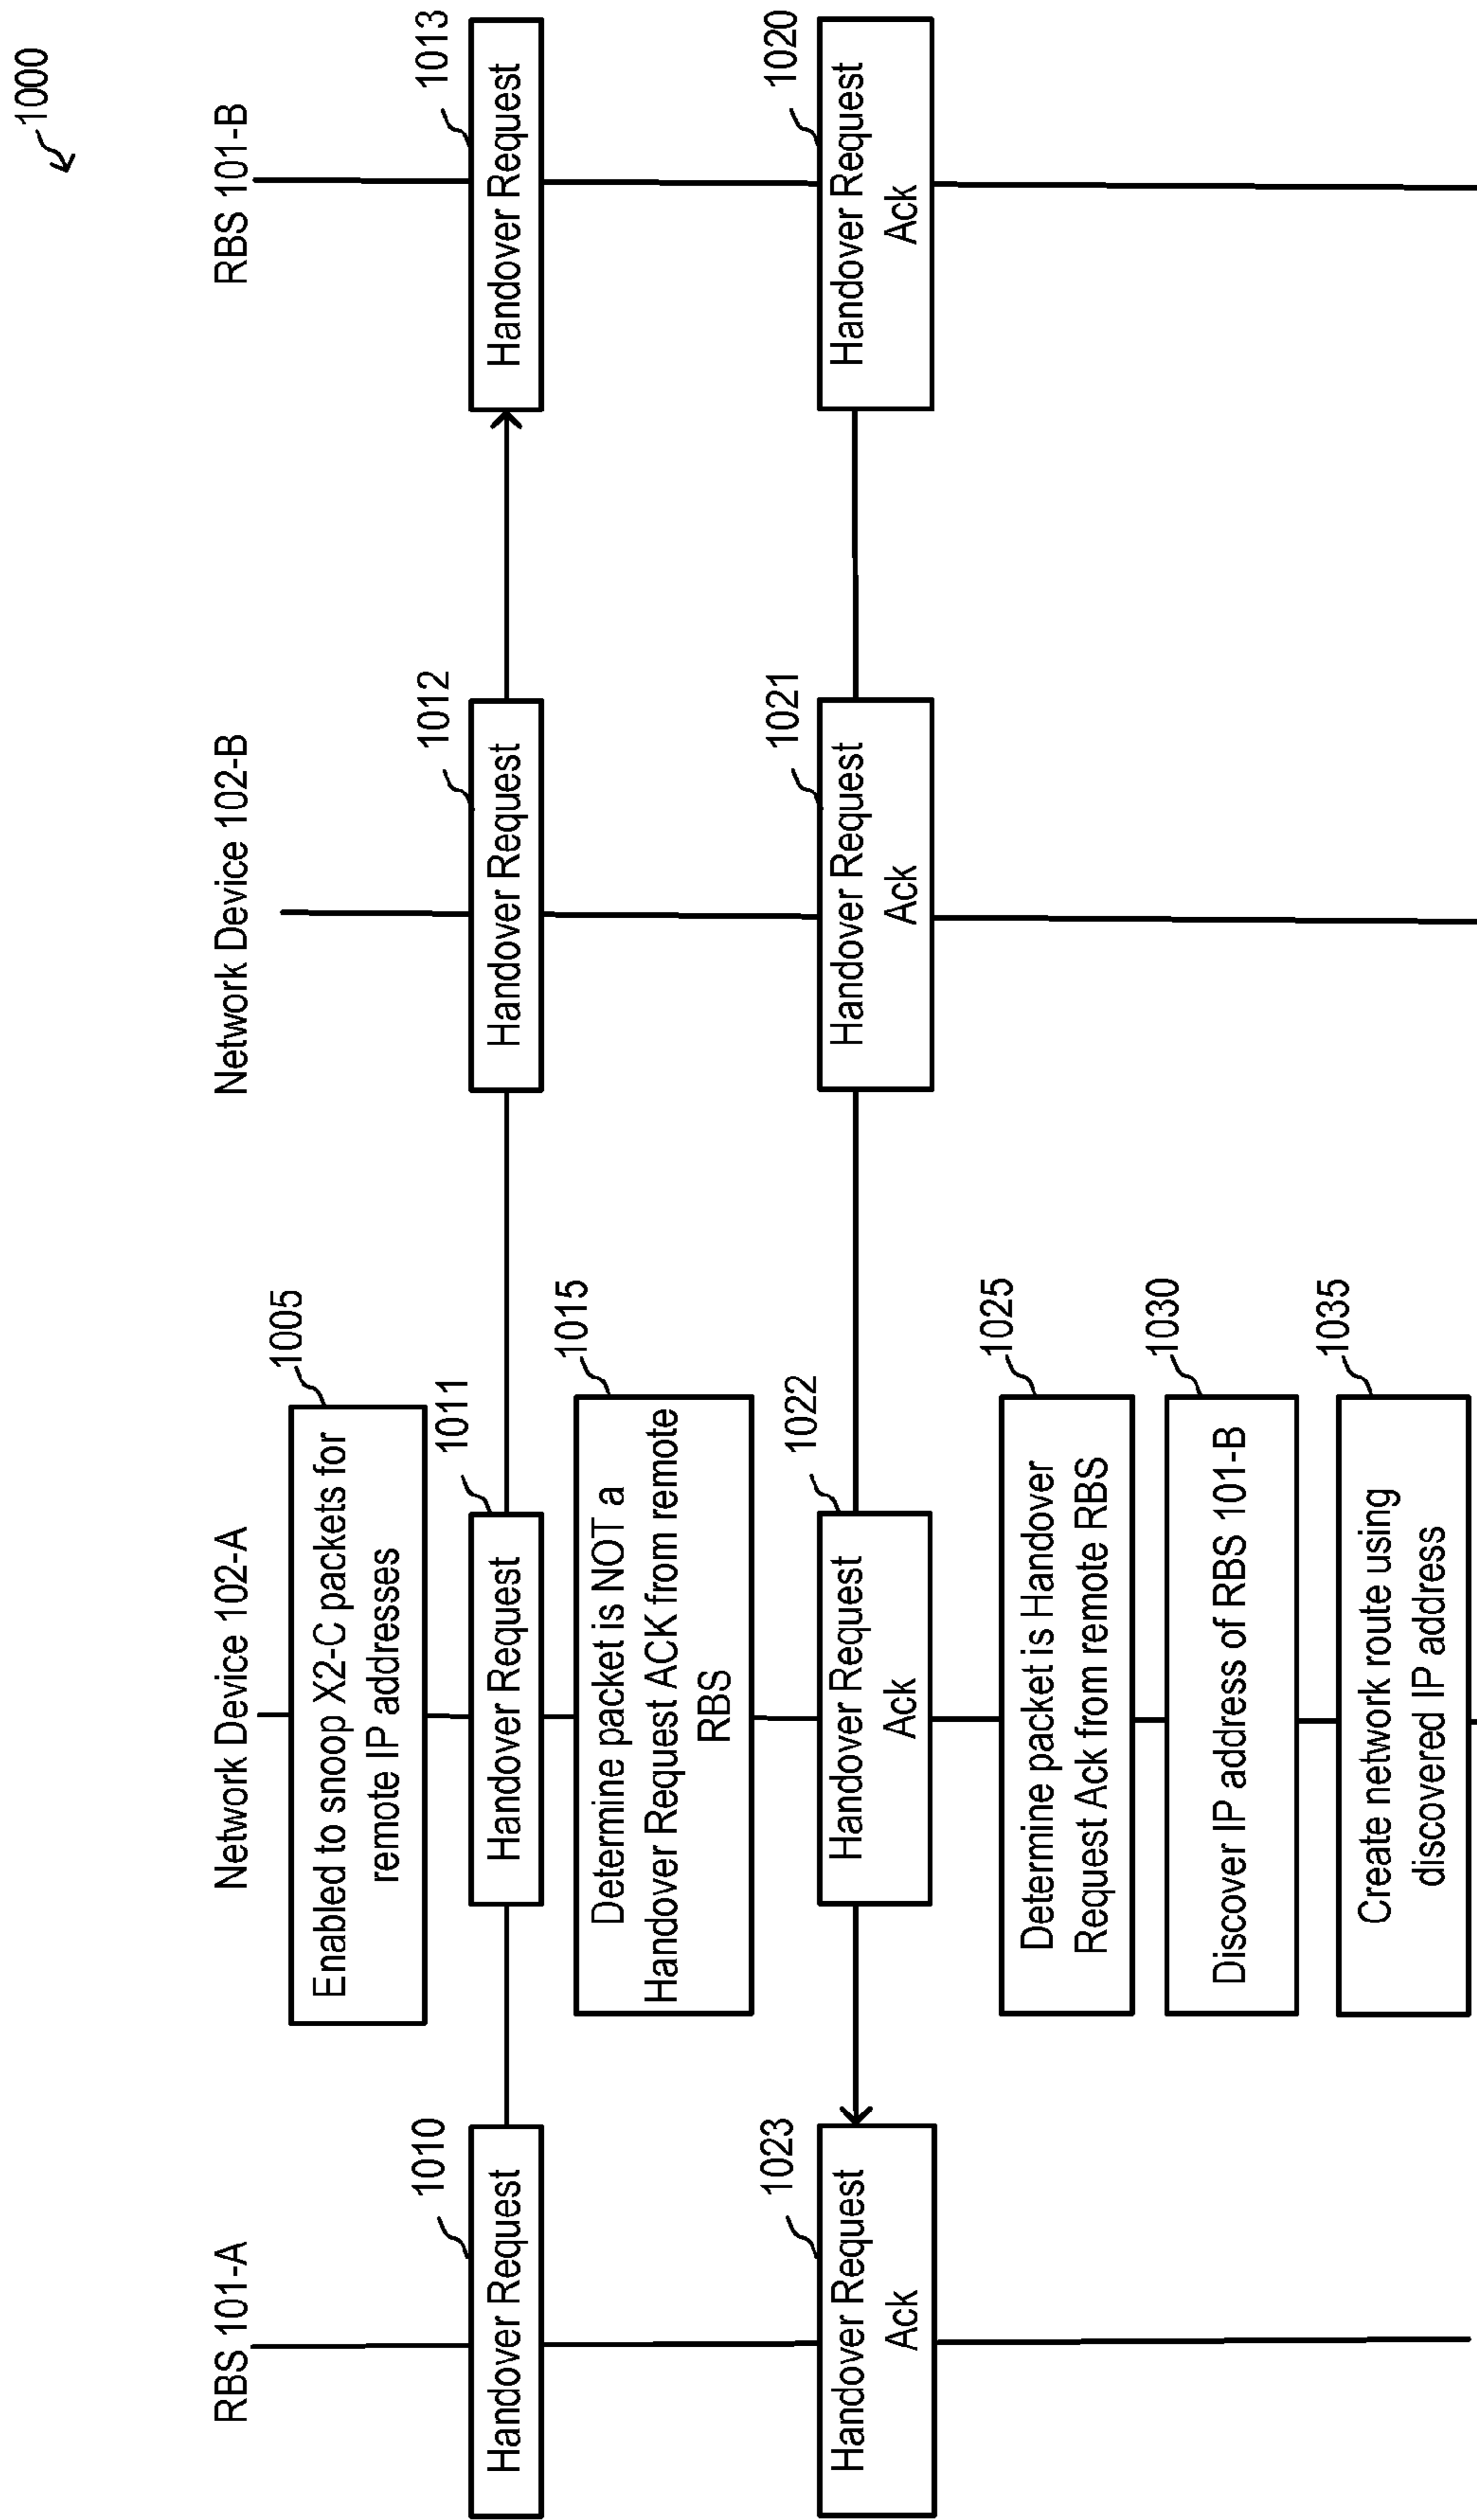 1000
RBS 101-A
Network Device 102-A
Network Device 102-B
RBS 101-B
1005
Enabled to snoop X2-C packets for
remote IP addresses
1010
Handover Request
1011
Handover Request
1012
Handover Request
1013
Handover Request
1015
Determine packet is NOT a
Handover Request ACK from remote
RBS
1023
Handover Request
Ack
1022
Handover Request
Ack
1021
Handover Request
Ack
1020
Handover Request
Ack
1025
Determine packet is Handover
Request Ack from remote RBS
1030
Discover IP address of RBS 101-B
1035
Create network route using
discovered IP address